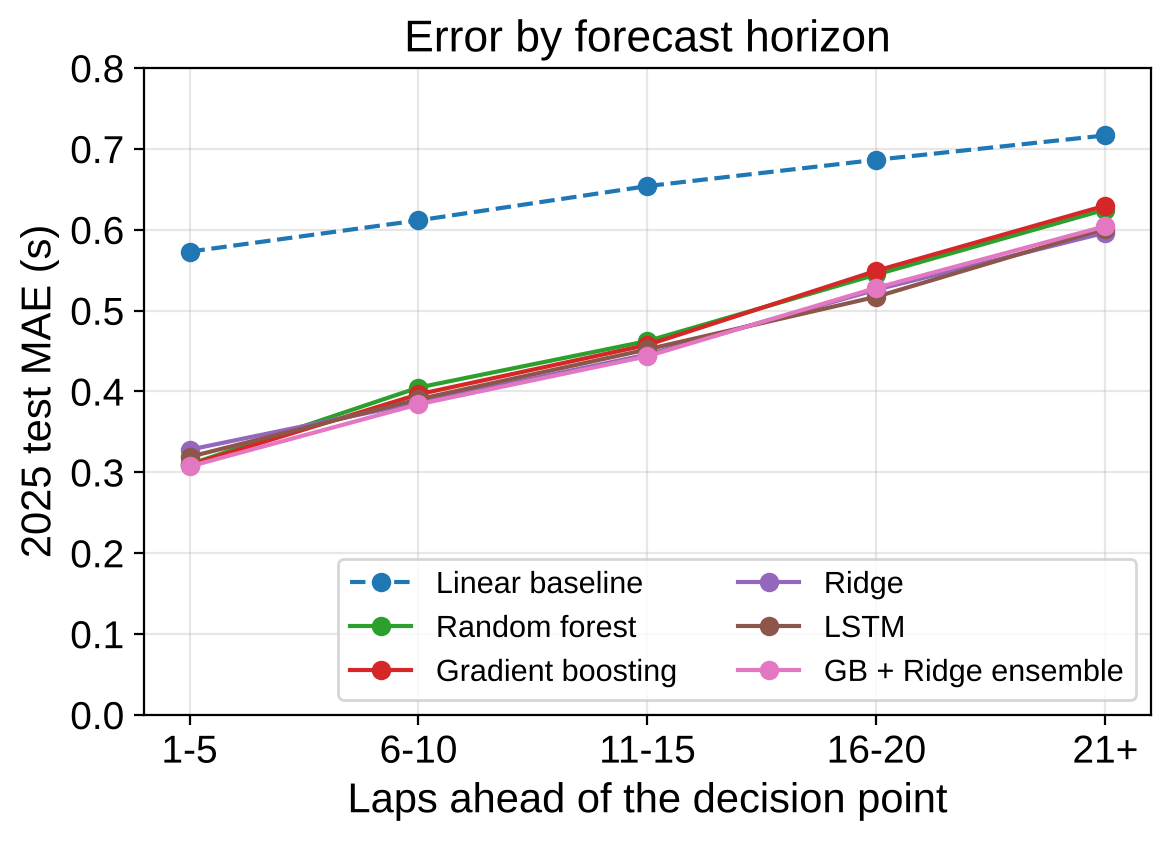 Error by forecast horizon
2025 test MAE (s)
0.8
0.7
0.6
0.5
0.4
0.3
0.2
0.1
0.0
Linear baseline
Random forest
Gradient boosting
Ridge
LSTM
GB + Ridge ensemble
1-5 6-10 11-15 16-20 21+
Laps ahead of the decision point